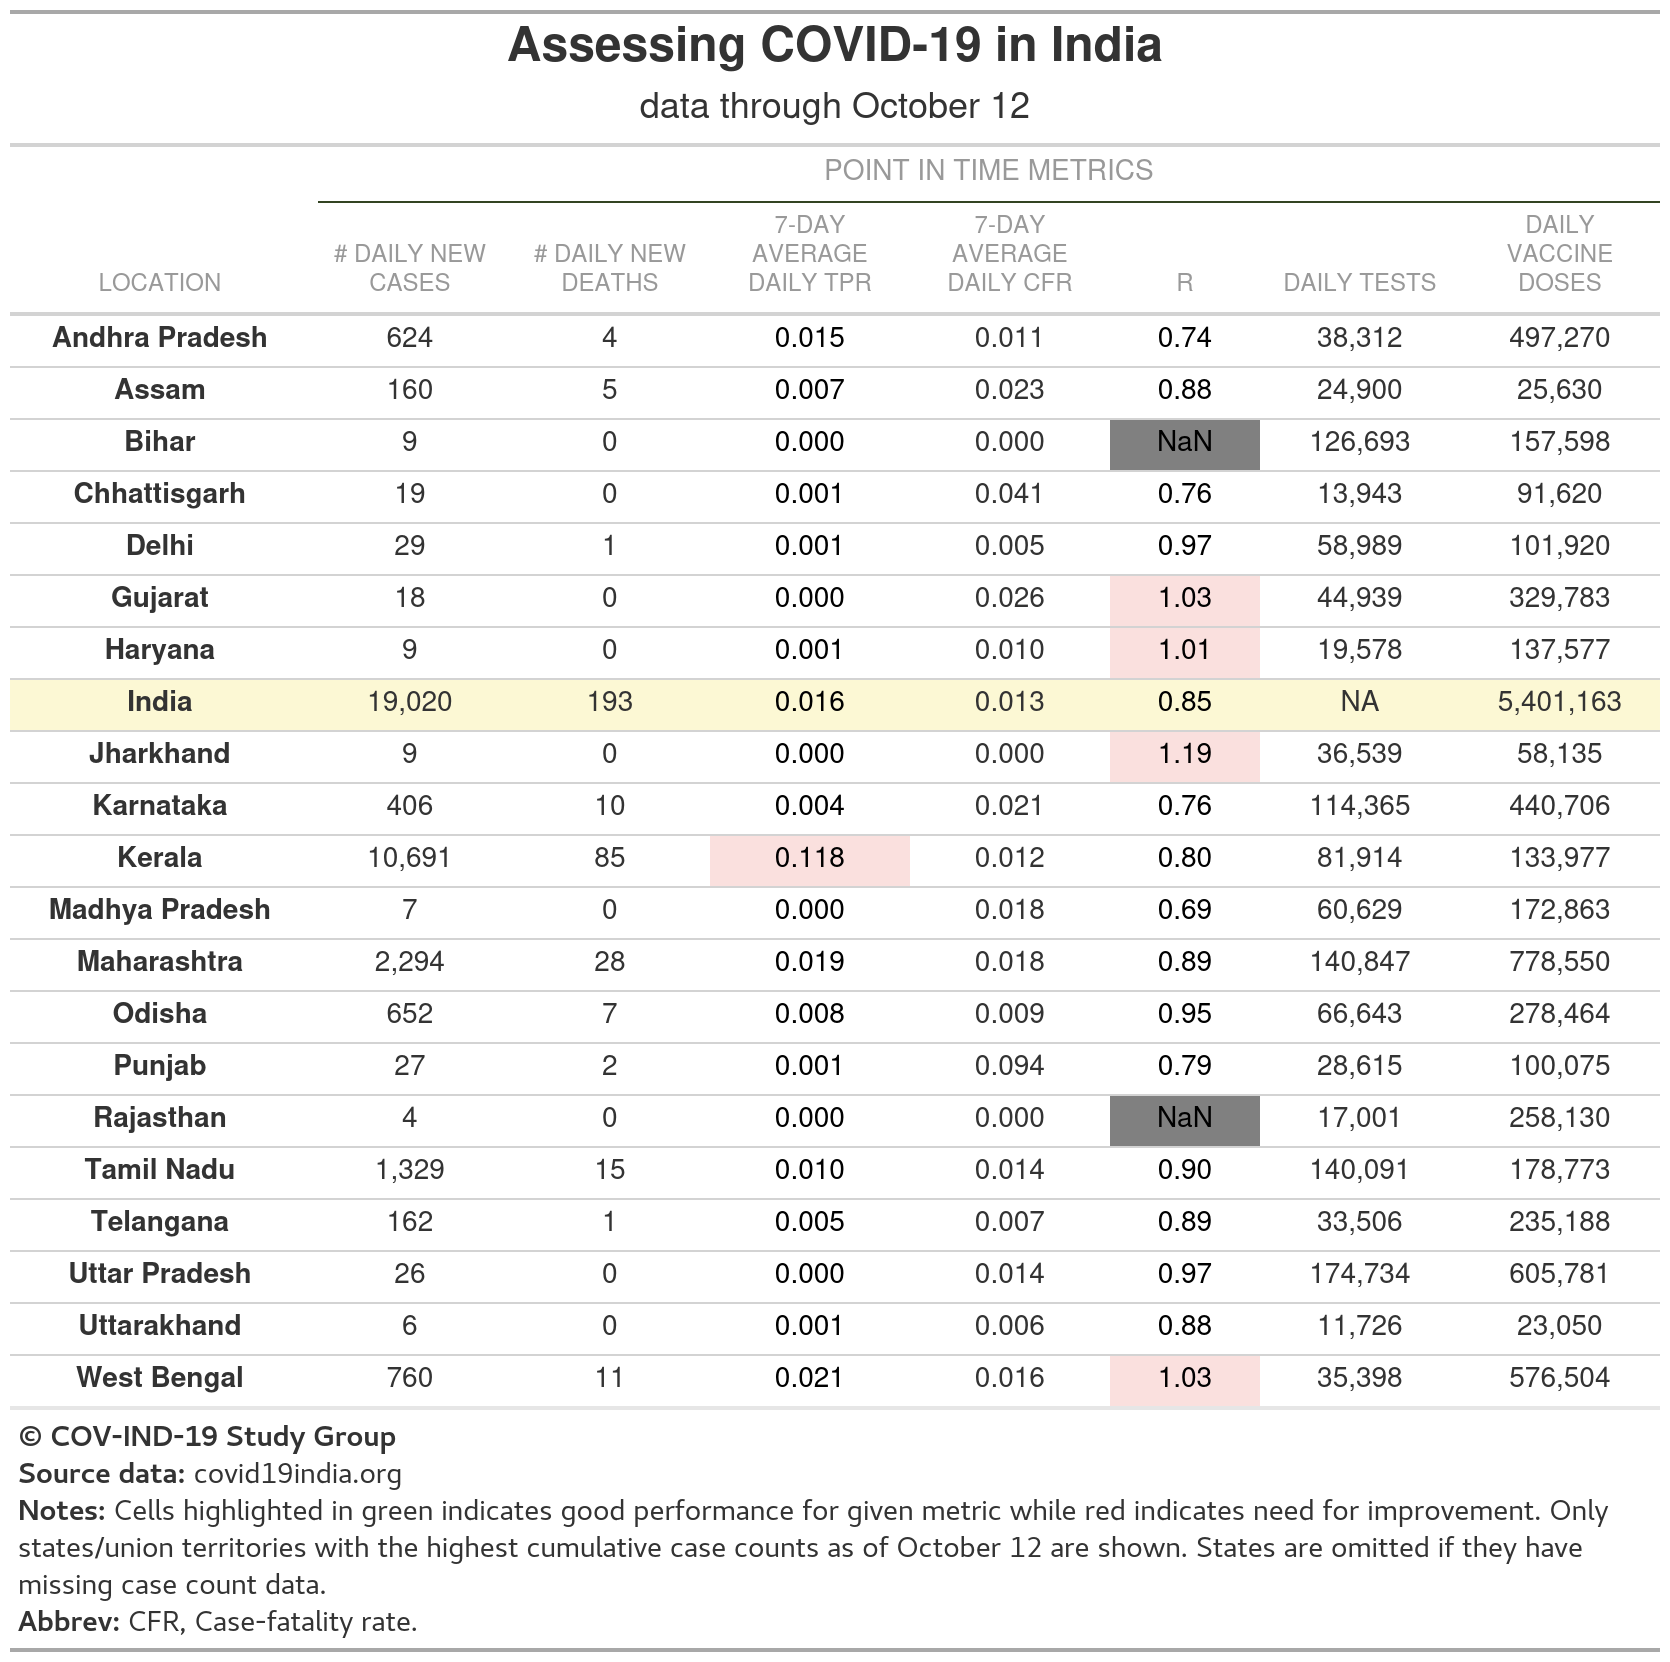 Assessing COVID-19 in India
data through October 12
POINT IN TIME METRICS
LOCATION # DAILY NEW CASES # DAILY NEW DEATHS 7-DAY AVERAGE DAILY TPR 7-DAY AVERAGE DAILY CFR R DAILY TESTS DAILY VACCINE DOSES
Andhra Pradesh 624 4 0.015 0.011 0.74 38,312 497,270
Assam 160 5 0.007 0.023 0.88 24,900 25,630
Bihar 9 0 0.000 0.000 NaN 126,693 157,598
Chhattisgarh 19 0 0.001 0.041 0.76 13,943 91,620
Delhi 29 1 0.001 0.005 0.97 58,989 101,920
Gujarat 18 0 0.000 0.026 1.03 44,939 329,783
Haryana 9 0 0.001 0.010 1.01 19,578 137,577
India 19,020 193 0.016 0.013 0.85 NA 5,401,163
Jharkhand 9 0 0.000 0.000 1.19 36,539 58,135
Karnataka 406 10 0.004 0.021 0.76 114,365 440,706
Kerala 10,691 85 0.118 0.012 0.80 81,914 133,977
Madhya Pradesh 7 0 0.000 0.018 0.69 60,629 172,863
Maharashtra 2,294 28 0.019 0.018 0.89 140,847 778,550
Odisha 652 7 0.008 0.009 0.95 66,643 278,464
Punjab 27 2 0.001 0.094 0.79 28,615 100,075
Rajasthan 4 0 0.000 0.000 NaN 17,001 258,130
Tamil Nadu 1,329 15 0.010 0.014 0.90 140,091 178,773
Telangana 162 1 0.005 0.007 0.89 33,506 235,188
Uttar Pradesh 26 0 0.000 0.014 0.97 174,734 605,781
Uttarakhand 6 0 0.001 0.006 0.88 11,726 23,050
West Bengal 760 11 0.021 0.016 1.03 35,398 576,504
© COV-IND-19 Study Group
Source data: covid19india.org
Notes: Cells highlighted in green indicates good performance for given metric while red indicates need for improvement. Only
states/union territories with the highest cumulative case counts as of October 12 are shown. States are omitted if they have
missing case count data.
Abbrev: CFR, Case-fatality rate.